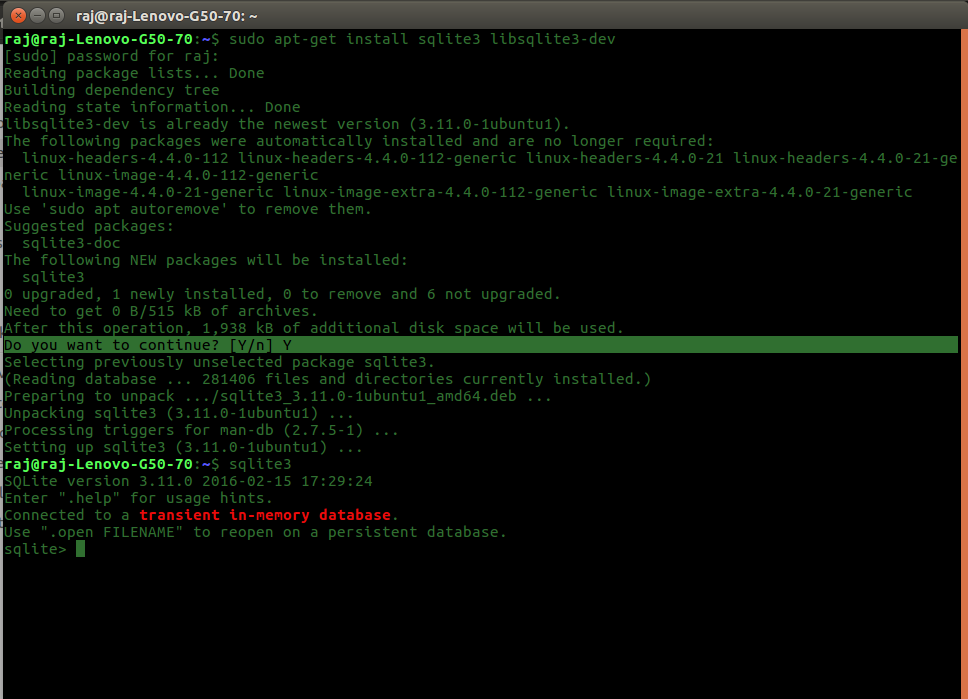 raj@raj-Lenovo-G50-70: ~
raj@raj-Lenovo-G50-70:~$ sudo apt-get install sqlite3 libsqlite3-dev
[sudo] password for raj:
Reading package lists... Done
Building dependency tree
Reading state information... Done
libsqlite3-dev is already the newest version (3.11.0-1ubuntu1).
The following packages were automatically installed and are no longer required:
  linux-headers-4.4.0-112 linux-headers-4.4.0-112-generic linux-headers-4.4.0-21 linux-headers-4.4.0-21-ge
neric linux-image-4.4.0-112-generic
  linux-image-4.4.0-21-generic linux-image-extra-4.4.0-112-generic linux-image-extra-4.4.0-21-generic
Use 'sudo apt autoremove' to remove them.
Suggested packages:
  sqlite3-doc
The following NEW packages will be installed:
  sqlite3
0 upgraded, 1 newly installed, 0 to remove and 6 not upgraded.
Need to get 0 B/515 kB of archives.
After this operation, 1,938 kB of additional disk space will be used.
Do you want to continue? [Y/n] Y
Selecting previously unselected package sqlite3.
(Reading database ... 281406 files and directories currently installed.)
Preparing to unpack .../sqlite3_3.11.0-1ubuntu1_amd64.deb ...
Unpacking sqlite3 (3.11.0-1ubuntu1) ...
Processing triggers for man-db (2.7.5-1) ...
Setting up sqlite3 (3.11.0-1ubuntu1) ...
raj@raj-Lenovo-G50-70:~$ sqlite3
SQLite version 3.11.0 2016-02-15 17:29:24
Enter ".help" for usage hints.
Connected to a transient in-memory database.
Use ".open FILENAME" to reopen on a persistent database.
sqlite>